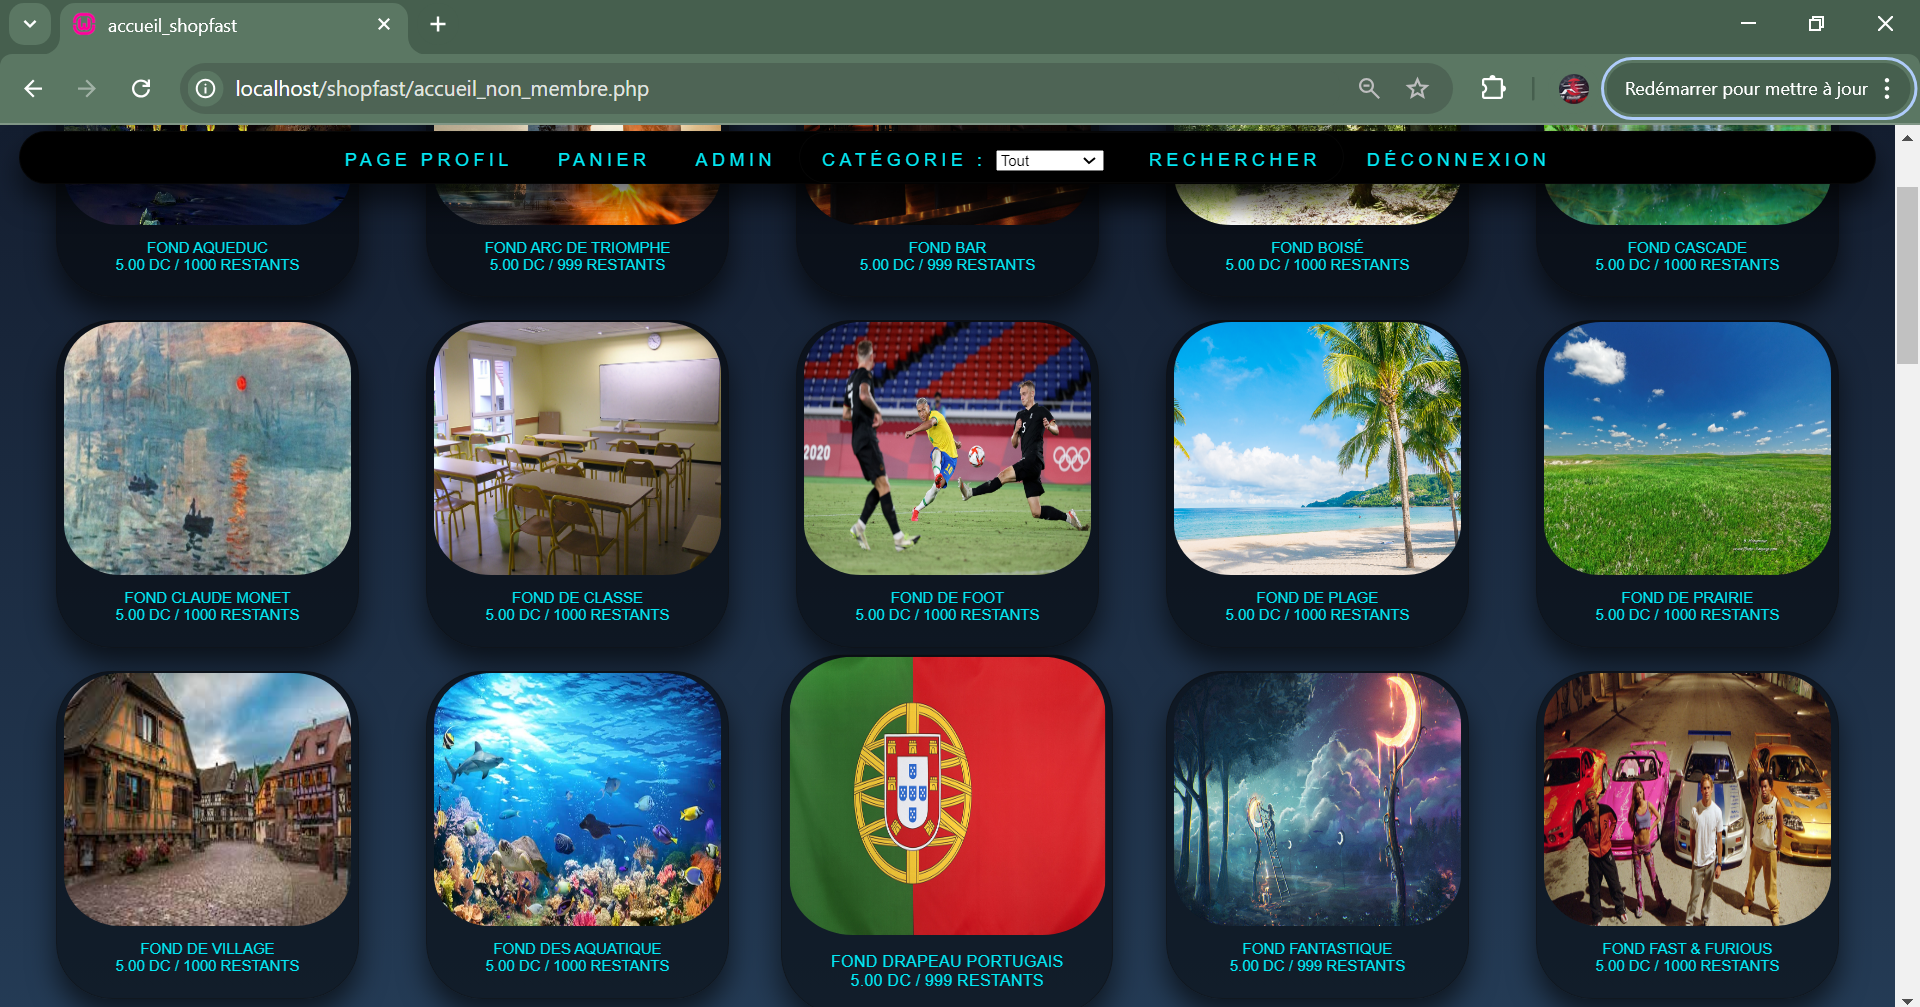 accueil_shopfast
localhost/shopfast/accueil_non_membre.php
Redémarrer pour mettre à jour
PAGE PROFIL PANIER ADMIN CATÉGORIE : Tout RECHERCHER DÉCONNEXION
FOND AQUEDUC
5.00 DC / 1000 RESTANTS
FOND ARC DE TRIOMPHE
5.00 DC / 999 RESTANTS
FOND BAR
5.00 DC / 999 RESTANTS
FOND BOISÉ
5.00 DC / 1000 RESTANTS
FOND CASCADE
5.00 DC / 1000 RESTANTS
2020
5
10
FOND CLAUDE MONET
5.00 DC / 1000 RESTANTS
FOND DE CLASSE
5.00 DC / 1000 RESTANTS
FOND DE FOOT
5.00 DC / 1000 RESTANTS
FOND DE PLAGE
5.00 DC / 1000 RESTANTS
FOND DE PRAIRIE
5.00 DC / 1000 RESTANTS
FOND DE VILLAGE
5.00 DC / 1000 RESTANTS
FOND DES AQUATIQUE
5.00 DC / 1000 RESTANTS
FOND DRAPEAU PORTUGAIS
5.00 DC / 999 RESTANTS
FOND FANTASTIQUE
5.00 DC / 999 RESTANTS
FOND FAST & FURIOUS
5.00 DC / 1000 RESTANTS